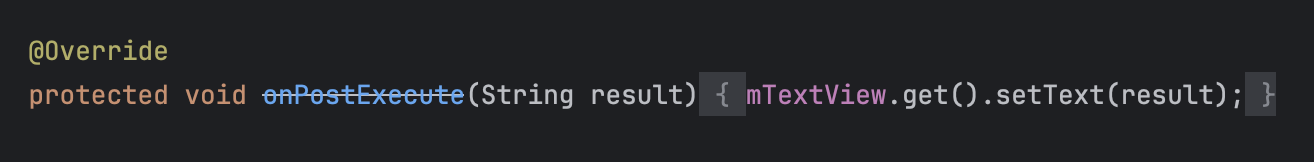 @Override
protected void onPostExecute(String result) { mTextView.get().setText(result); }